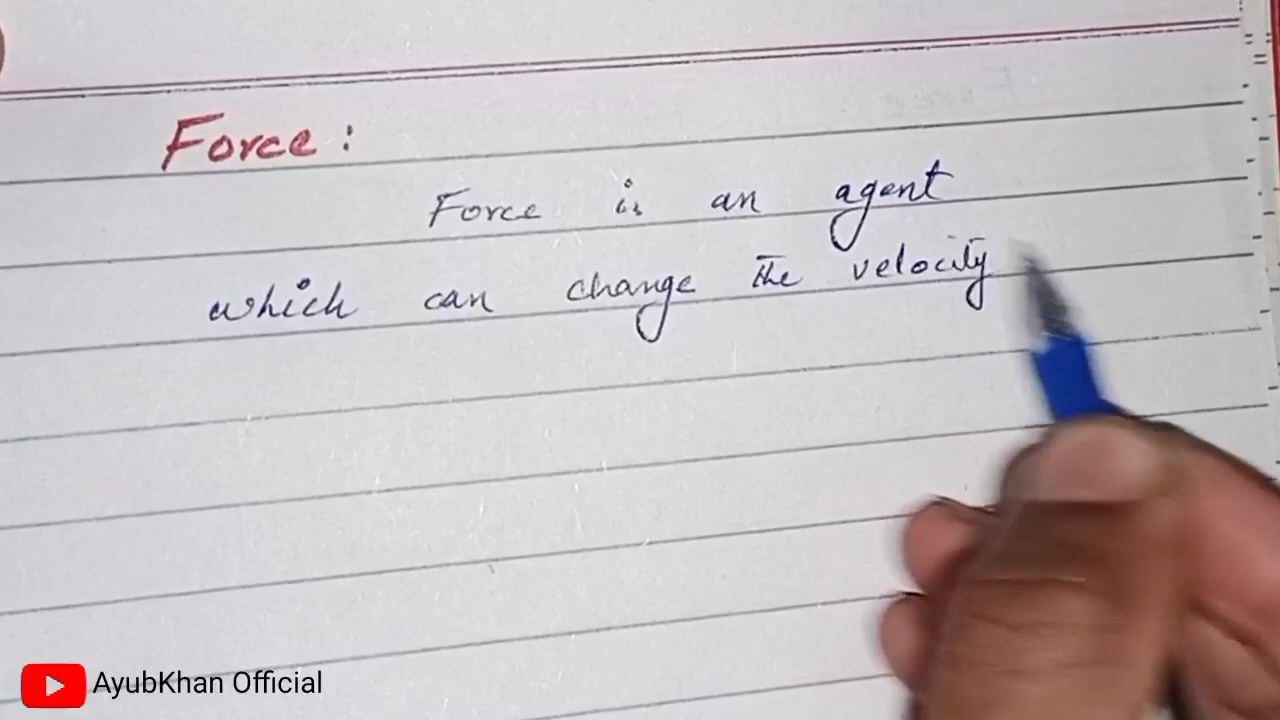 Force:
Force is an agent
which can change the velocity
AyubKhan Official